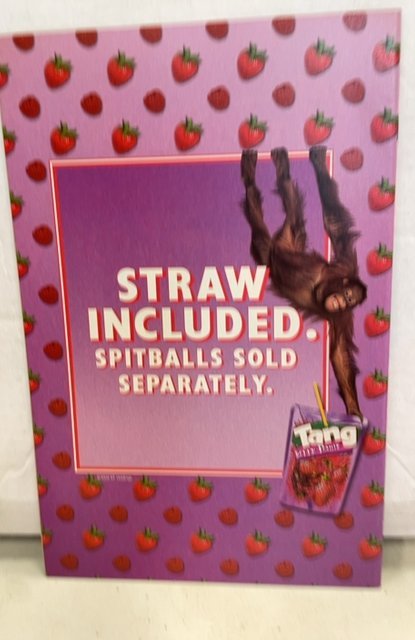 STRAW
INCLUDED.
SPITBALLS SOLD
SEPARATELY.
Tang